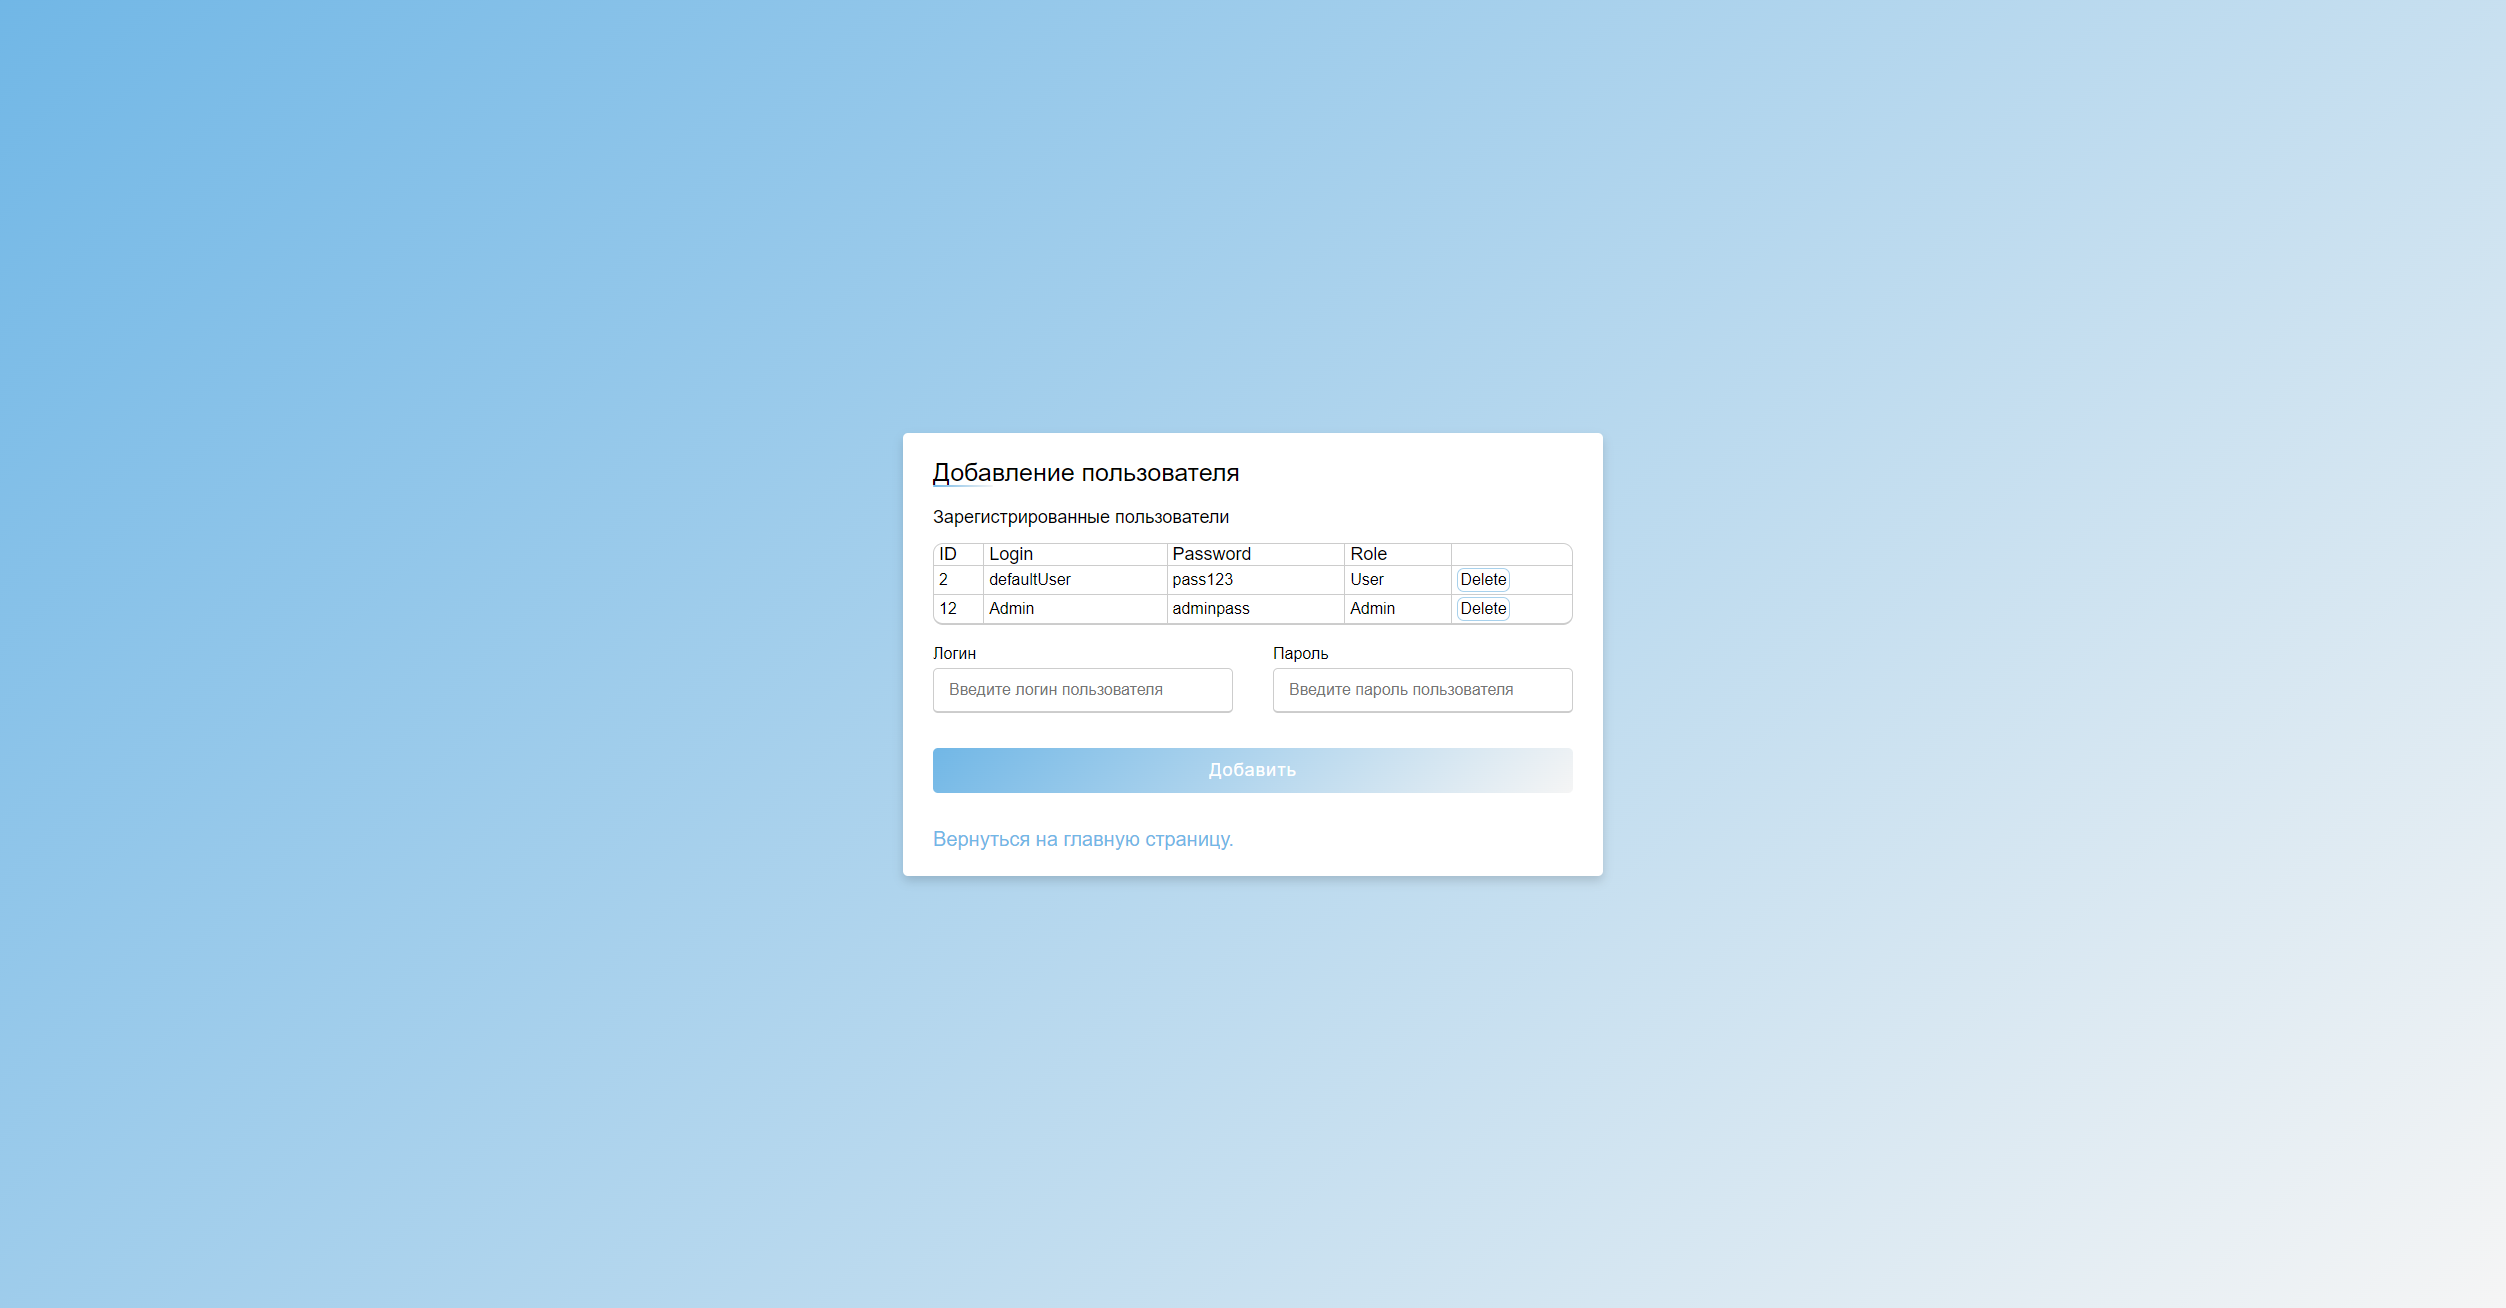 Добавление пользователя
Зарегистрированные пользователи
ID Login Password Role
2 defaultUser pass123 User Delete
12 Admin adminpass Admin Delete
Логин Пароль
Введите логин пользователя Введите пароль пользователя
Добавить
Вернуться на главную страницу.